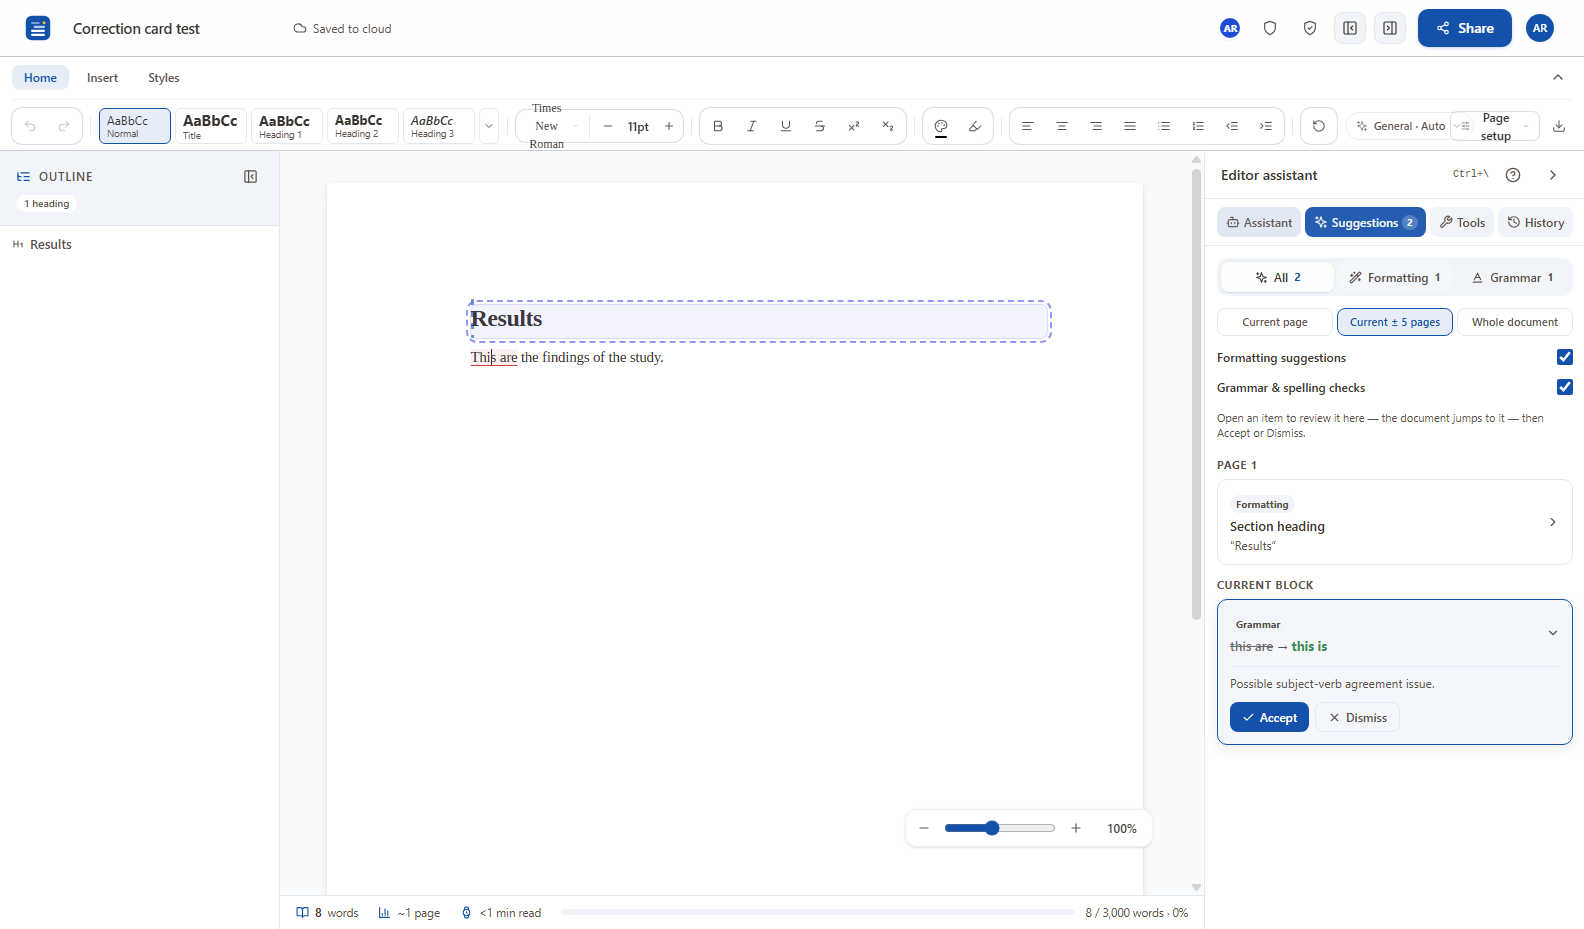 Correction card test
Saved to cloud
AR
Share
AR
Home
Insert
Styles
AaBbCc
Normal
AaBbCc
Title
AaBbCc
Heading 1
AaBbCc
Heading 2
AaBbCc
Heading 3
Times
New
Roman
11pt
General · Auto
Page
setup
OUTLINE
1 heading
H1 Results
Results
This are the findings of the study.
100%
8 words
~1 page
<1 min read
8 / 3,000 words · 0%
Editor assistant
Ctrl+\
Assistant
Suggestions 2
Tools
History
All 2
Formatting 1
Grammar 1
Current page
Current ± 5 pages
Whole document
Formatting suggestions
Grammar & spelling checks
Open an item to review it here — the document jumps to it — then
Accept or Dismiss.
PAGE 1
Formatting
Section heading
“Results”
CURRENT BLOCK
Grammar
this are → this is
Possible subject-verb agreement issue.
Accept
Dismiss